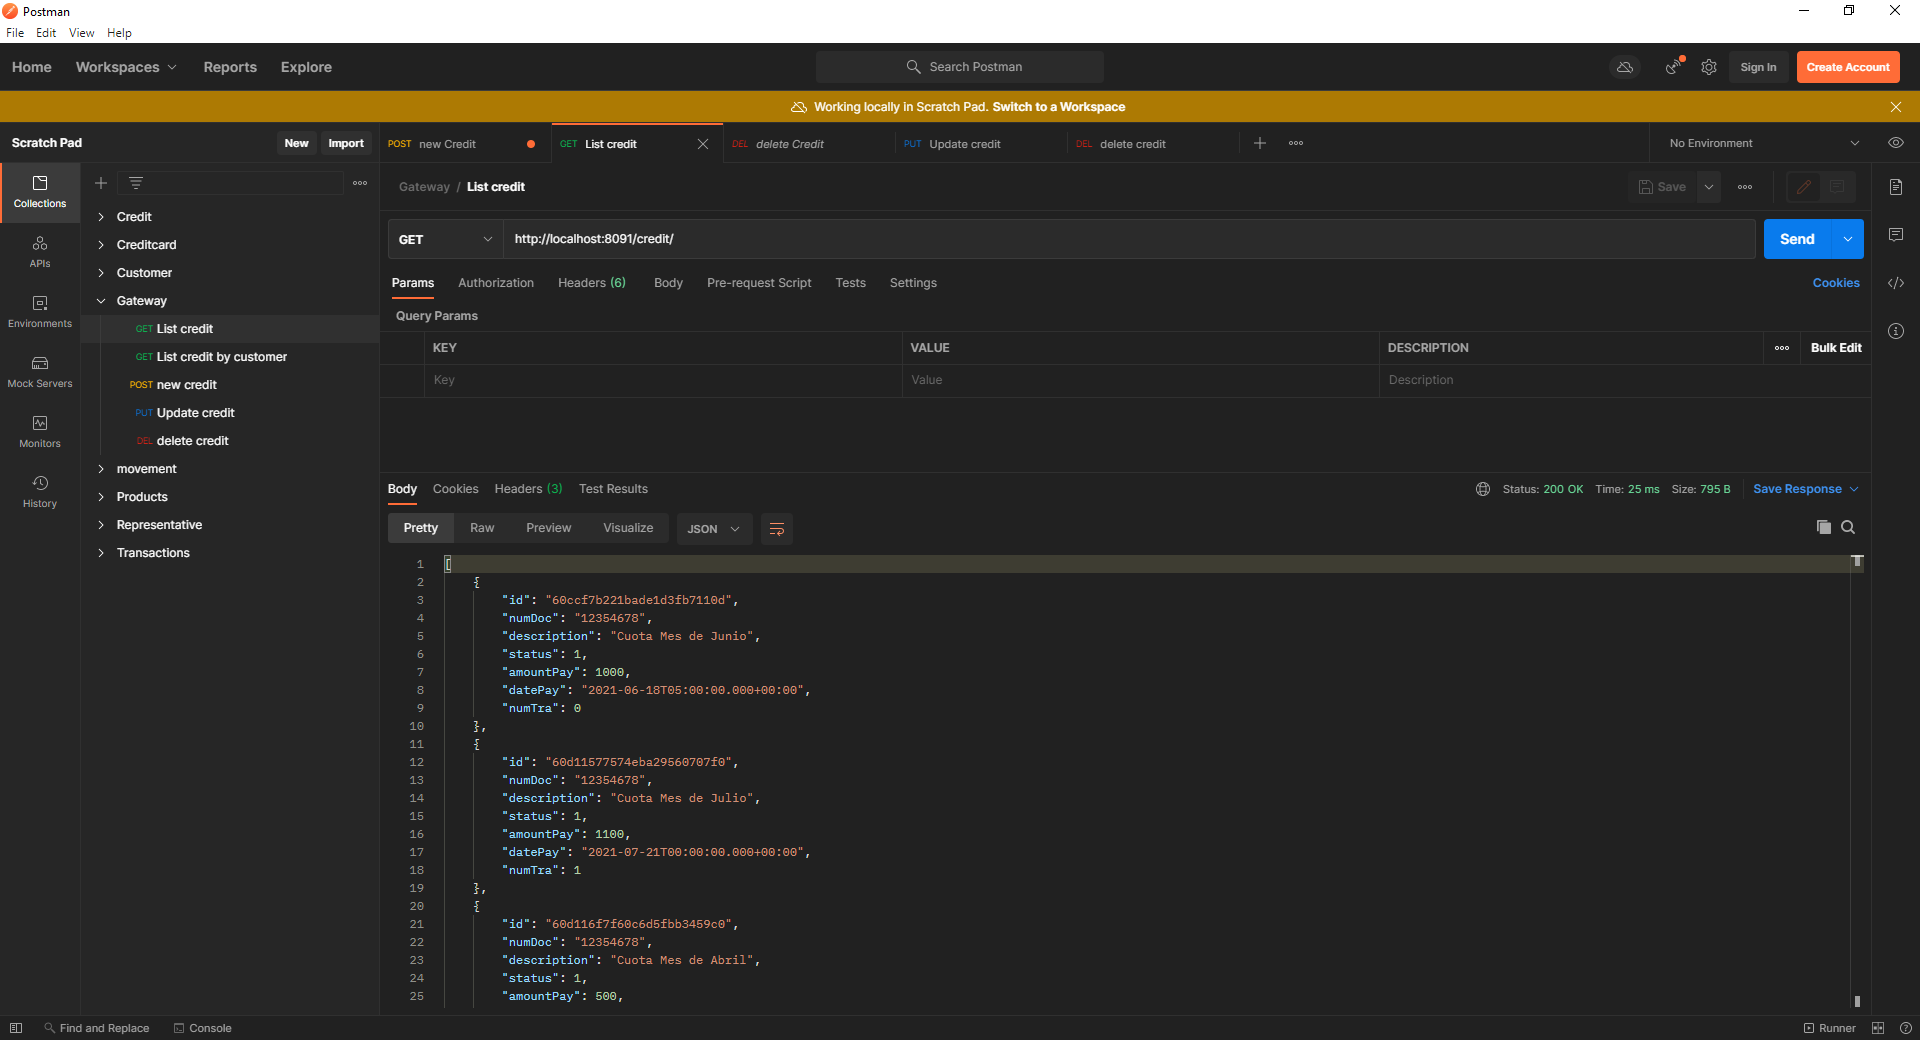 Postman
File Edit View Help
Home Workspaces Reports Explore Search Postman Sign In Create Account
Working locally in Scratch Pad. Switch to a Workspace
Scratch Pad New Import
POST new Credit GET List credit DEL delete Credit PUT Update credit DEL delete credit No Environment
Collections
APIs
Environments
Mock Servers
Monitors
History
Credit
Creditcard
Customer
Gateway
GET List credit
GET List credit by customer
POST new credit
PUT Update credit
DEL delete credit
movement
Products
Representative
Transactions
Gateway / List credit Save
GET http://localhost:8091/credit/ Send
Params Authorization Headers (6) Body Pre-request Script Tests Settings Cookies
Query Params
KEY VALUE DESCRIPTION Bulk Edit
Key Value Description
Body Cookies Headers (3) Test Results Status: 200 OK Time: 25 ms Size: 795 B Save Response
Pretty Raw Preview Visualize JSON
1 [
2 {
3 "id": "60ccf7b221bade1d3fb7110d",
4 "numDoc": "12354678",
5 "description": "Cuota Mes de Junio",
6 "status": 1,
7 "amountPay": 1000,
8 "datePay": "2021-06-18T05:00:00.000+00:00",
9 "numTra": 0
10 },
11 {
12 "id": "60d11577574eba29560707f0",
13 "numDoc": "12354678",
14 "description": "Cuota Mes de Julio",
15 "status": 1,
16 "amountPay": 1100,
17 "datePay": "2021-07-21T00:00:00.000+00:00",
18 "numTra": 1
19 },
20 {
21 "id": "60d116f7f60c6d5fbb3459c0",
22 "numDoc": "12354678",
23 "description": "Cuota Mes de Abril",
24 "status": 1,
25 "amountPay": 500,
Find and Replace Console Runner